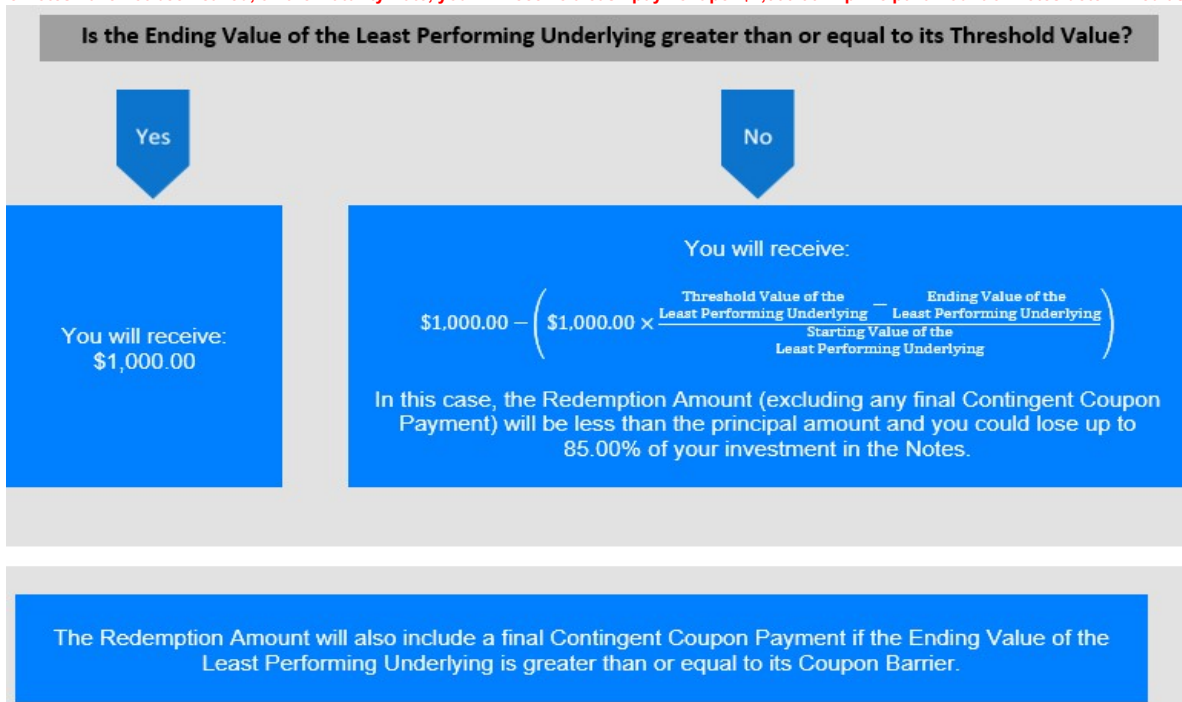 Is the Ending Value of the Least Performing Underlying greater than or equal to its Threshold Value?
Yes
No
You will receive:
$1,000.00
You will receive:
$1,000.00 − ( $1,000.00 × (Threshold Value of the Least Performing Underlying − Ending Value of the Least Performing Underlying) / Starting Value of the Least Performing Underlying )
In this case, the Redemption Amount (excluding any final Contingent Coupon
Payment) will be less than the principal amount and you could lose up to
85.00% of your investment in the Notes.
The Redemption Amount will also include a final Contingent Coupon Payment if the Ending Value of the
Least Performing Underlying is greater than or equal to its Coupon Barrier.